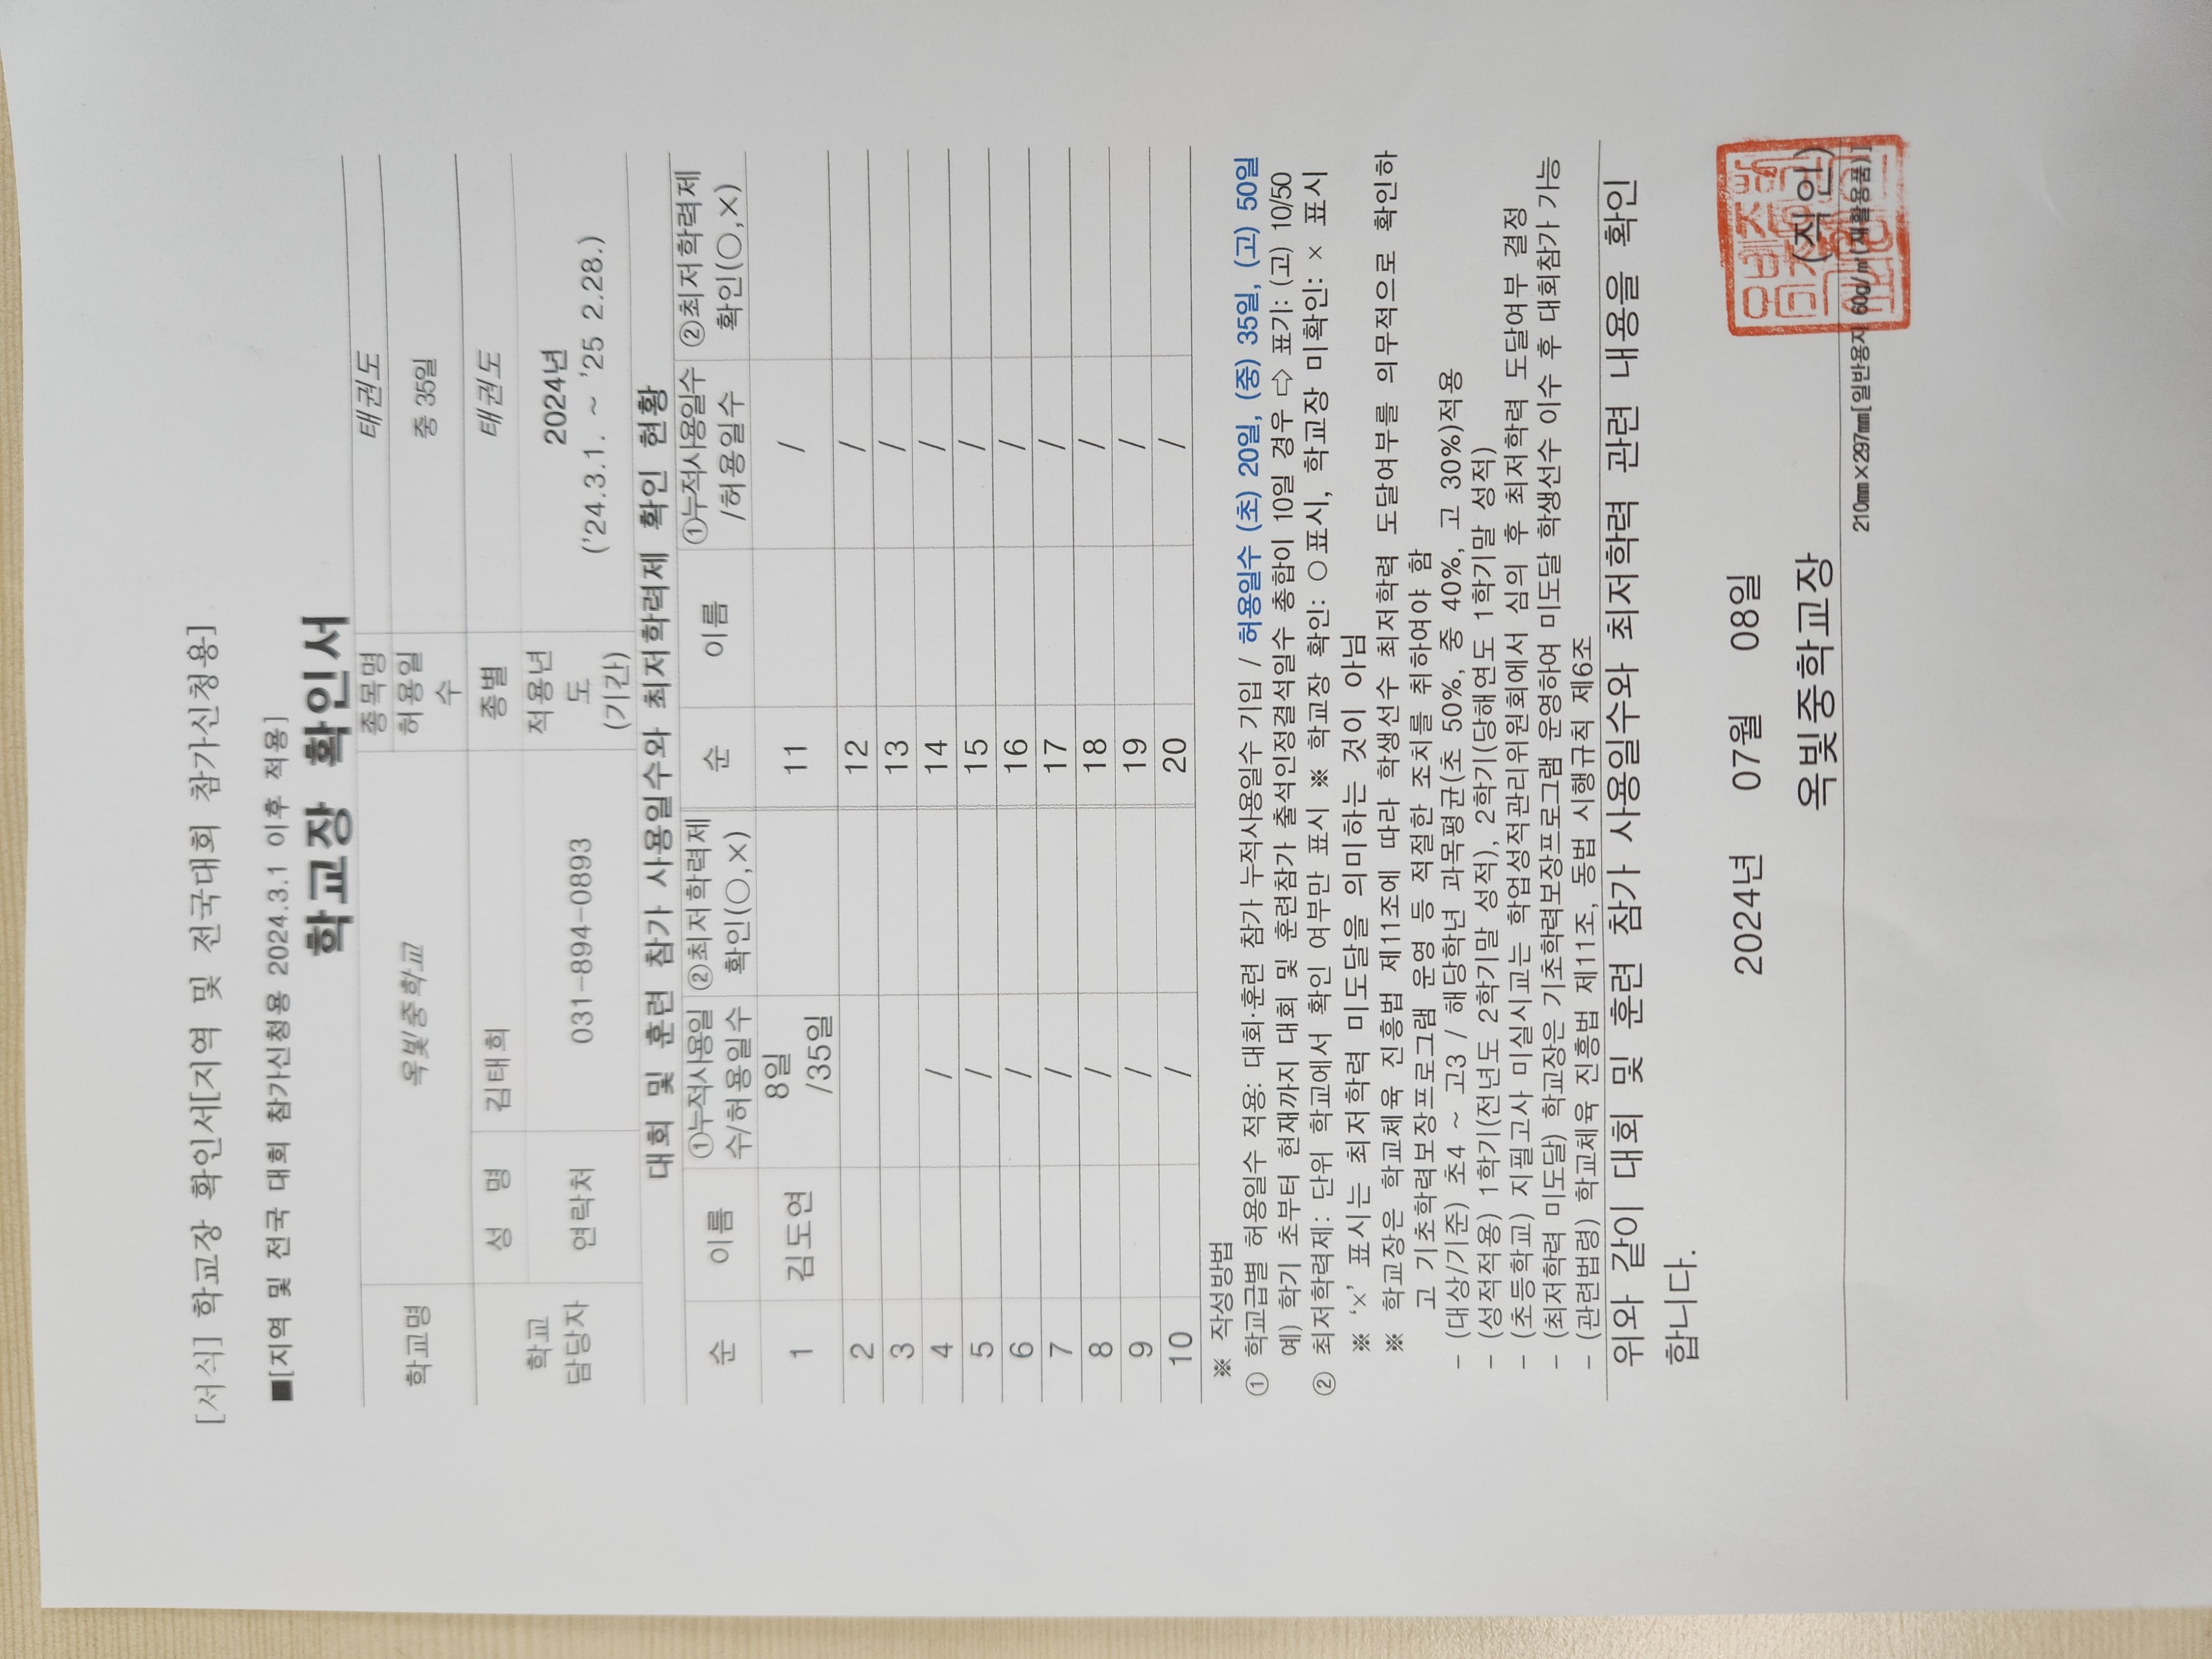 [서식] 학교장 확인서[지역 및 전국대회 참가신청용]
■[지역 및 전국 대회 참가신청용 2024.3.1 이후 적용]
학교장 확인서
학교명 옥빛중학교 종목명 태권도
허용일수 중 35일
학교 담당자 성 명 김태희 종별 태권도
연락처 031-894-0893 적용년도 (기간) 2024년
('24.3.1. ~ '25 2.28.)
대회 및 훈련 참가 사용일수와 최저학력제 확인 현황
순 이름 ①누적사용일수/허용일수 ②최저학력제 확인(○,×) 순 이름 ①누적사용일수/허용일수 ②최저학력제 확인(○,×)
1 김도연 8일 /35일 11 /
2 12 /
3 13 /
4 / 14 /
5 / 15 /
6 / 16 /
7 / 17 /
8 / 18 /
9 / 19 /
10 / 20 /
※ 작성방법
① 학교급별 허용일수 적용: 대회·훈련 참가 누적사용일수 기입 / 허용일수 (초) 20일, (중) 35일, (고) 50일
예) 학기 초부터 현재까지 대회 및 훈련참가 출석인정결석일수 총합이 10일 경우 ⇨ 표기: (고) 10/50
② 최저학력제: 단위 학교에서 확인 여부만 표시 ※ 학교장 확인: ○표시, 학교장 미확인: × 표시
※ '×' 표시는 최저학력 미도달을 의미하는 것이 아님
※ 학교장은 학교체육 진흥법 제11조에 따라 학생선수 최저학력 도달여부를 의무적으로 확인하
고 기초학력보장프로그램 운영 등 적절한 조치를 취하여야 함
- (대상/기준) 초4 ~ 고3 / 해당학년 과목평균(초 50%, 중 40%, 고 30%)적용
- (성적적용) 1학기(전년도 2학기말 성적), 2학기(당해연도 1학기말 성적)
- (초등학교) 지필고사 미실시교는 학업성적관리위원회에서 심의 후 최저학력 도달여부 결정
- (최저학력 미도달) 학교장은 기초학력보장프로그램 운영하여 미도달 학생선수 이수 후 대회참가 가능
- (관련법령) 학교체육 진흥법 제11조, 동법 시행규칙 제6조
위와 같이 대회 및 훈련 참가 사용일수와 최저학력 관련 내용을 확인
합니다.
2024년 07월 08일
옥빛중학교장 (직인)
210㎜×297㎜[일반용지 60g/㎡(재활용품)]